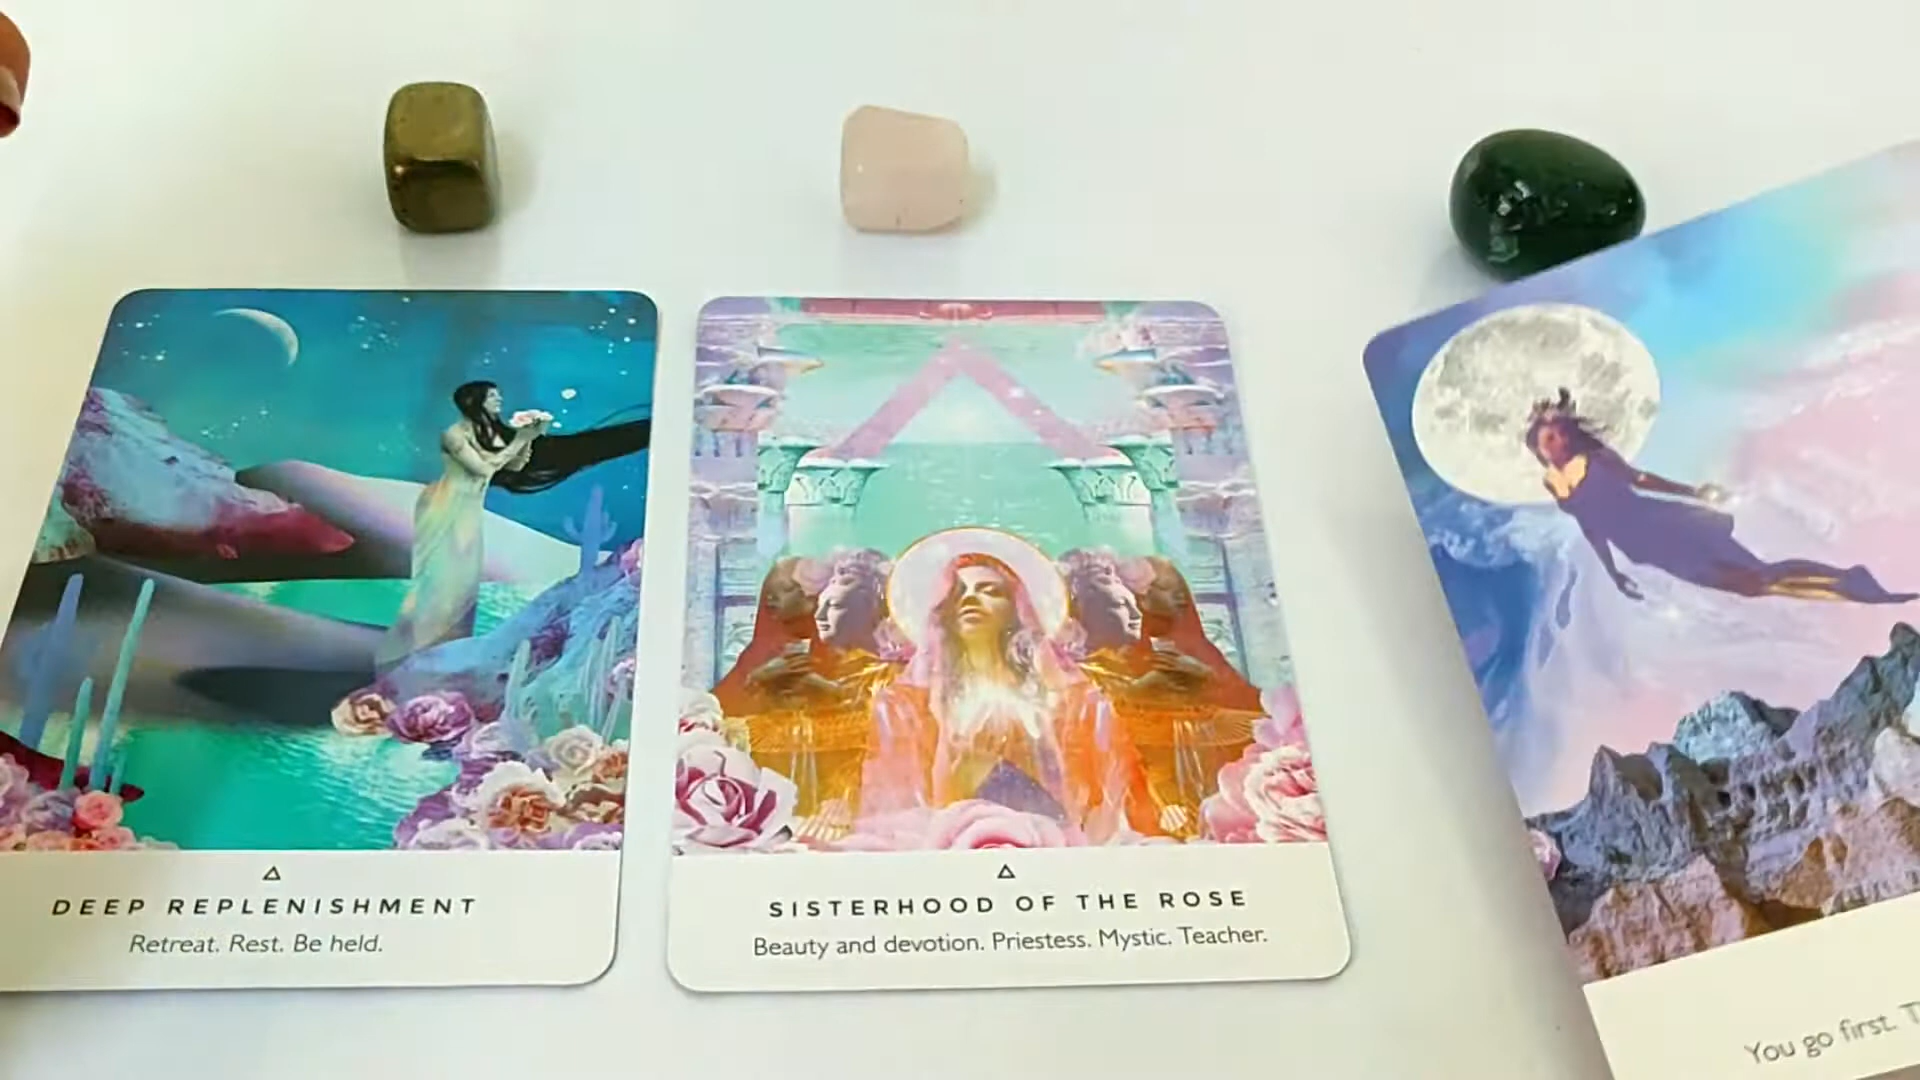 DEEP REPLENISHMENT
Retreat. Rest. Be held.
SISTERHOOD OF THE ROSE
Beauty and devotion. Priestess. Mystic. Teacher.
You go first.